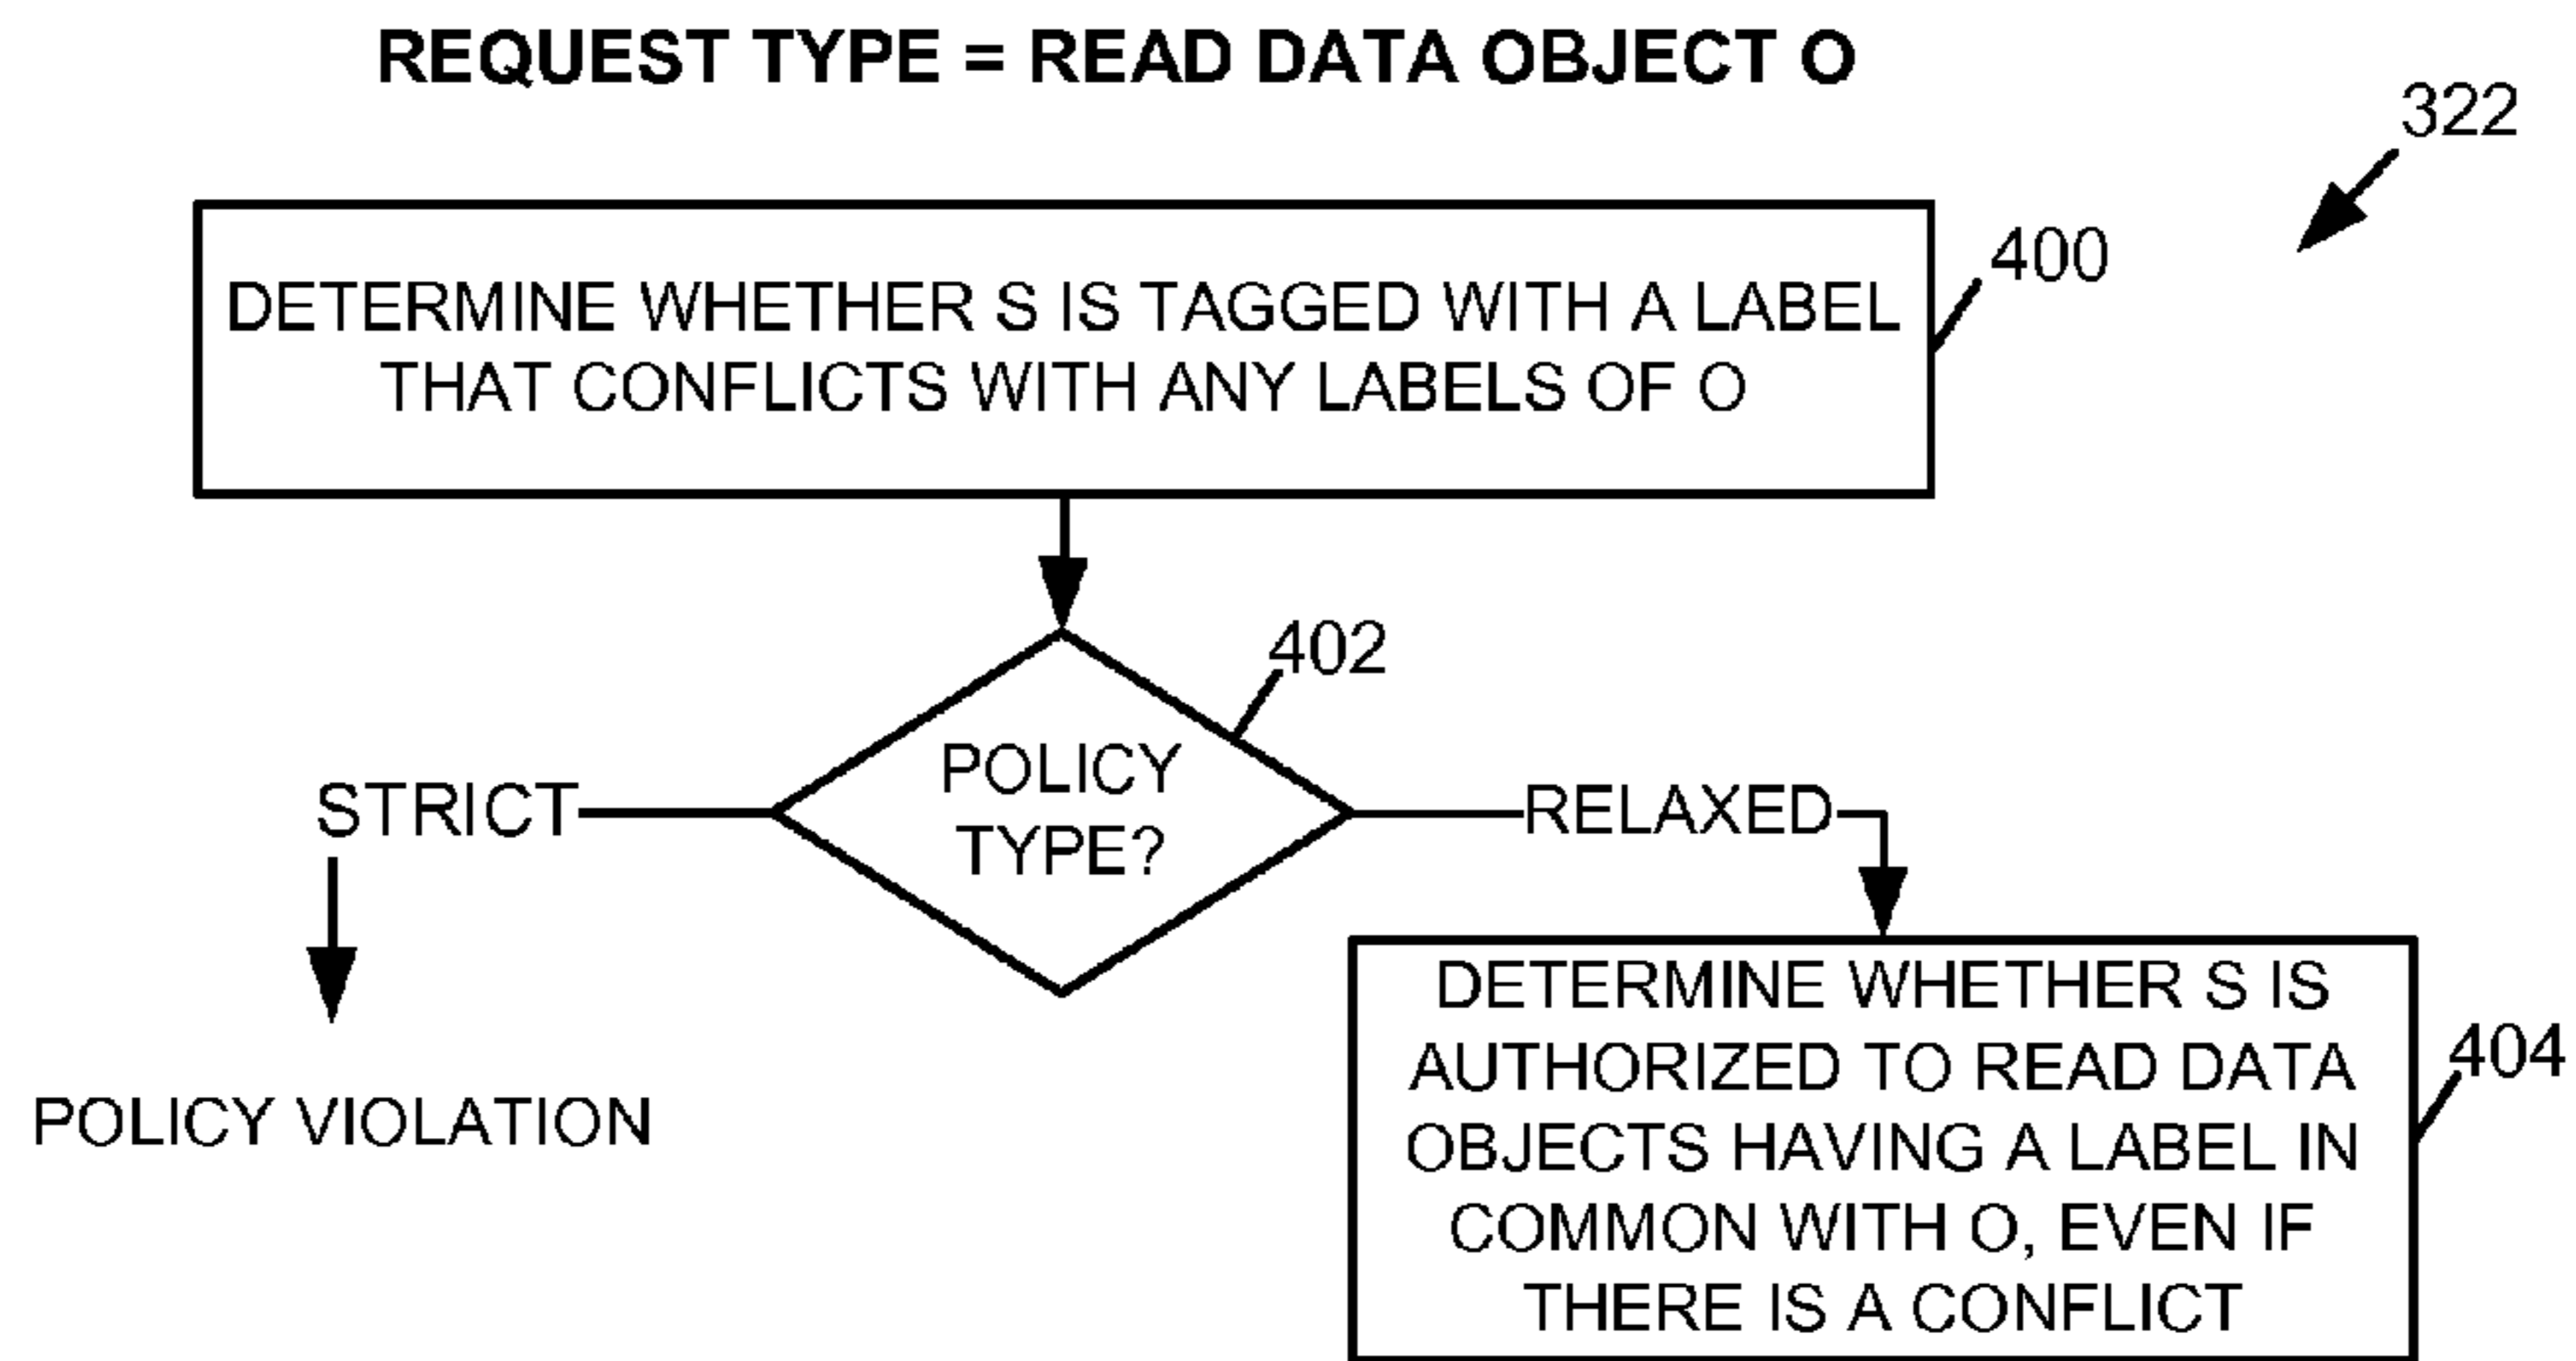 REQUEST TYPE = READ DATA OBJECT O
322
400
DETERMINE WHETHER S IS TAGGED WITH A LABEL
THAT CONFLICTS WITH ANY LABELS OF O
402
POLICY
TYPE?
STRICT
RELAXED
POLICY VIOLATION
DETERMINE WHETHER S IS
AUTHORIZED TO READ DATA
OBJECTS HAVING A LABEL IN
COMMON WITH O, EVEN IF
THERE IS A CONFLICT
404